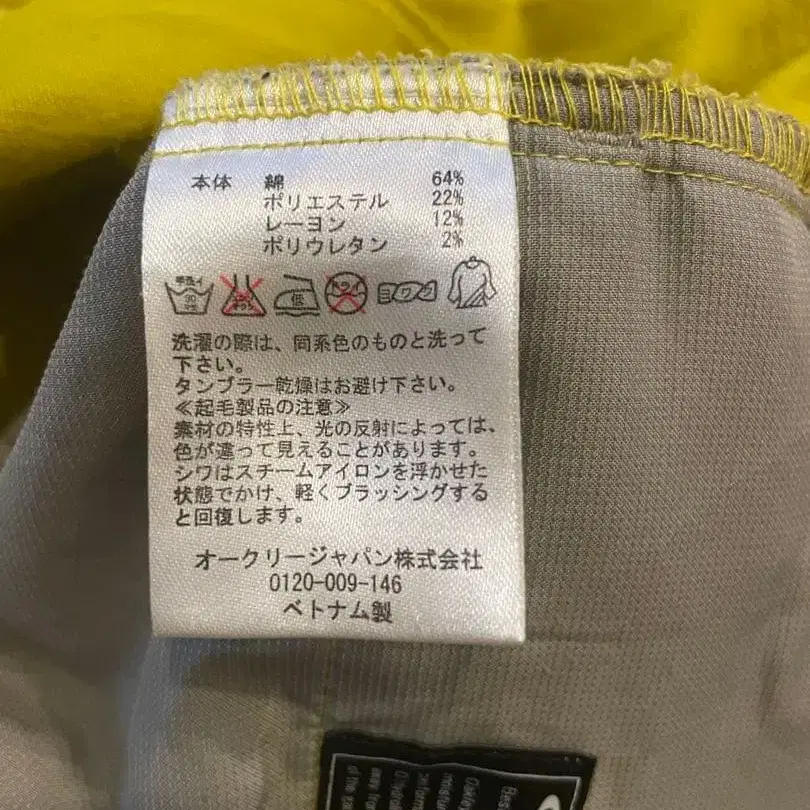 本体 綿 64%
ポリエステル 22%
レーヨン 12%
ポリウレタン 2%
低
洗濯の際は、同系色のものと洗って
下さい。
タンブラー乾燥はお避け下さい。
≪起毛製品の注意≫
素材の特性上、光の反射によっては、
色が違って見えることがあります。
シワはスチームアイロンを浮かせた
状態でかけ、軽くブラッシングする
と回復します。
オークリージャパン株式会社
0120-009-146
ベトナム製